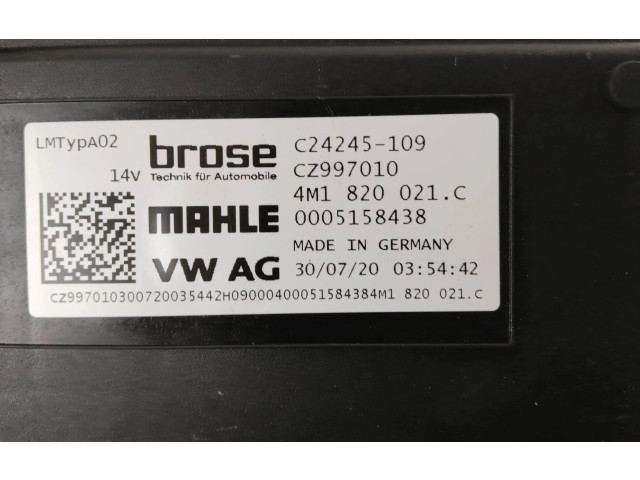 LMTypA02
14V
brose
Technik für Automobile
MAHLE
VW AG
C24245-109
CZ997010
4M1 820 021.C
0005158438
MADE IN GERMANY
30/07/20 03:54:42
CZ997010300720035442H09000400051584384M1 820 021.C